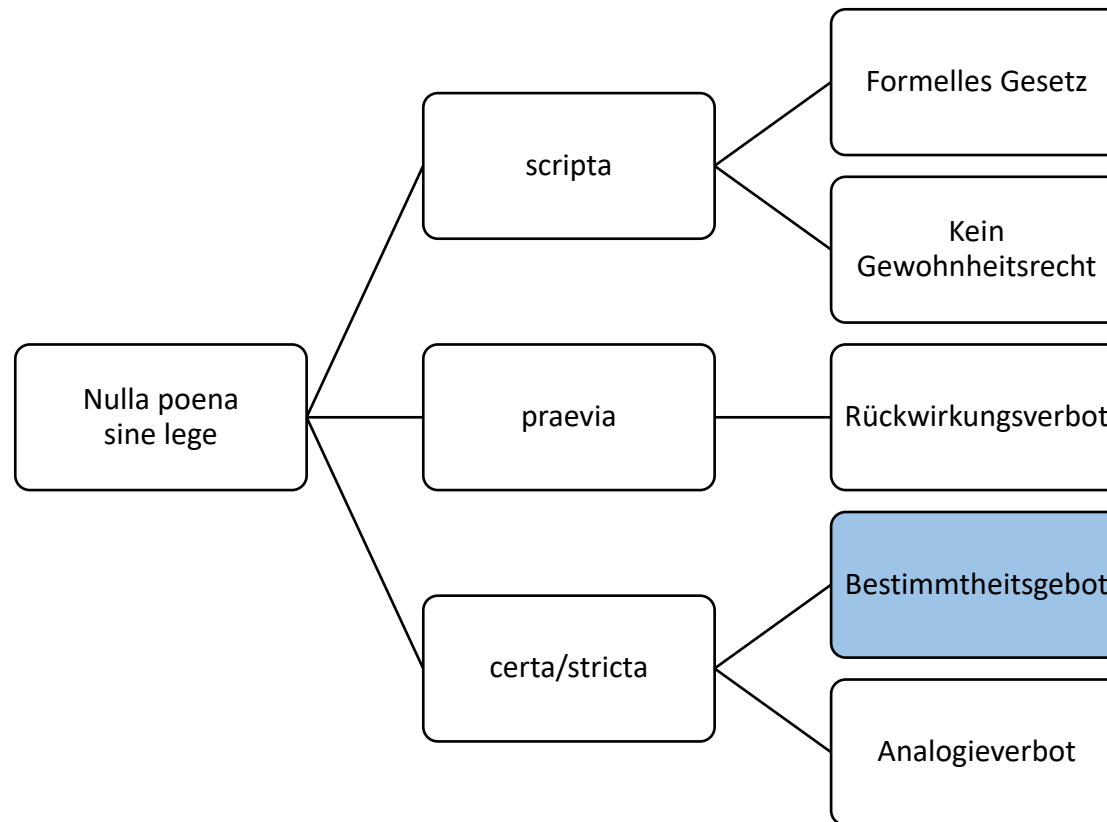 Formelles Gesetz
scripta
Kein
Gewohnheitsrecht
Nulla poena
sine lege
praevia
Rückwirkungsverbot
Bestimmtheitsgebot
certa/stricta
Analogieverbot